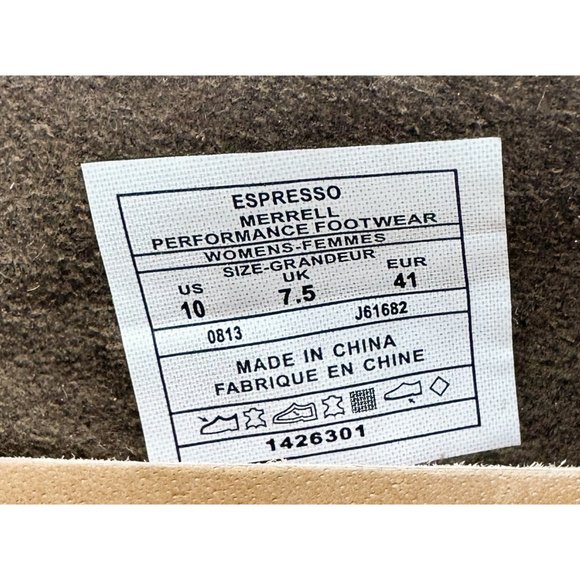 ESPRESSO
MERRELL
PERFORMANCE FOOTWEAR
WOMENS-FEMMES
SIZE-GRANDEUR
US UK EUR
10 7.5 41
0813 J61682
MADE IN CHINA
FABRIQUE EN CHINE
1426301